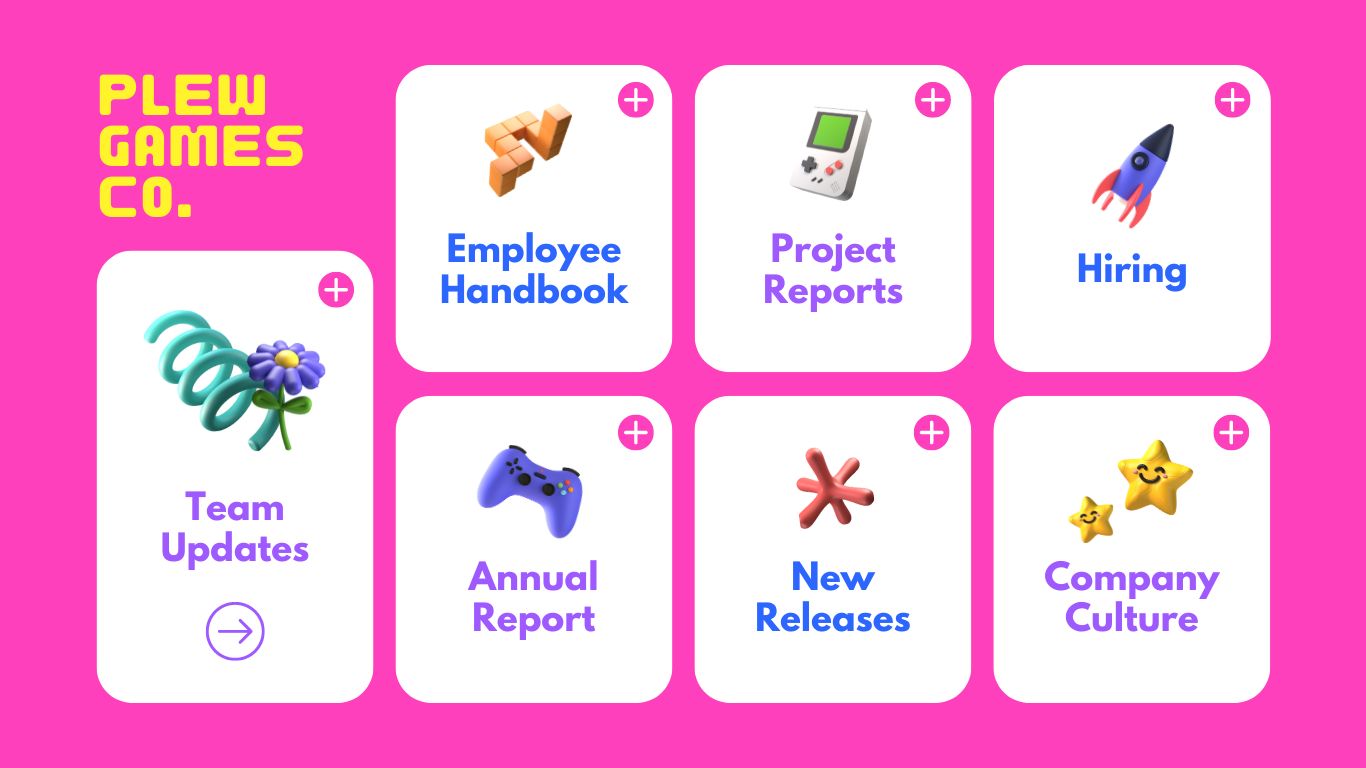 PLEW
GAMES
CO.
Team
Updates
Employee
Handbook
Project
Reports
Hiring
Annual
Report
New
Releases
Company
Culture